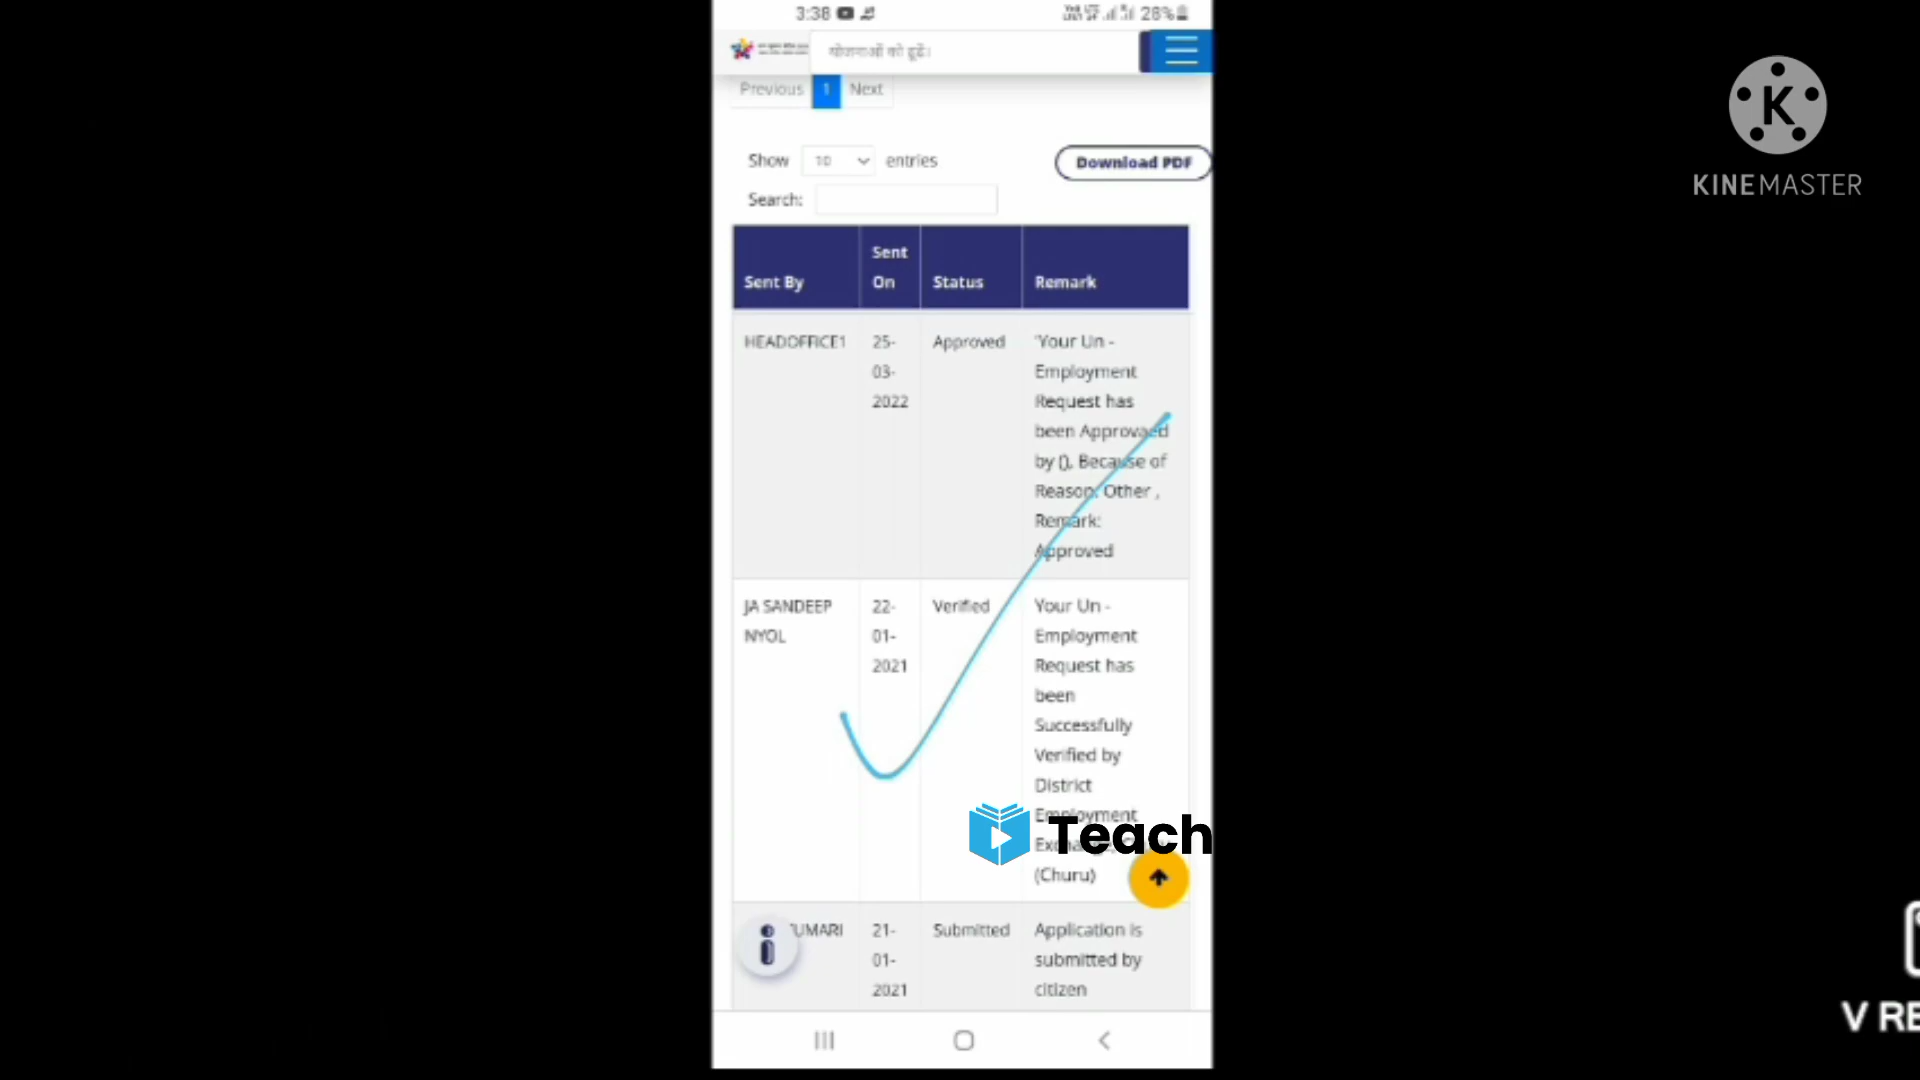 3:38
28%
योजनाओं को ढूढें।
Previous 1 Next
Show 10 entries
Download PDF
Search:
Sent By
Sent On
Status
Remark
HEADOFFICE1
25-
03-
2022
Approved
'Your Un -
Employment
Request has
been Approvaed
by (), Because of
Reason: Other ,
Remark:
Approved
JA SANDEEP
NYOL
22-
01-
2021
Verified
Your Un -
Employment
Request has
been
Successfully
Verified by
District
Employment
(Churu)
UMARI
21-
01-
2021
Submitted
Application is
submitted by
citizen
Teach
K
KINEMASTER
V RE